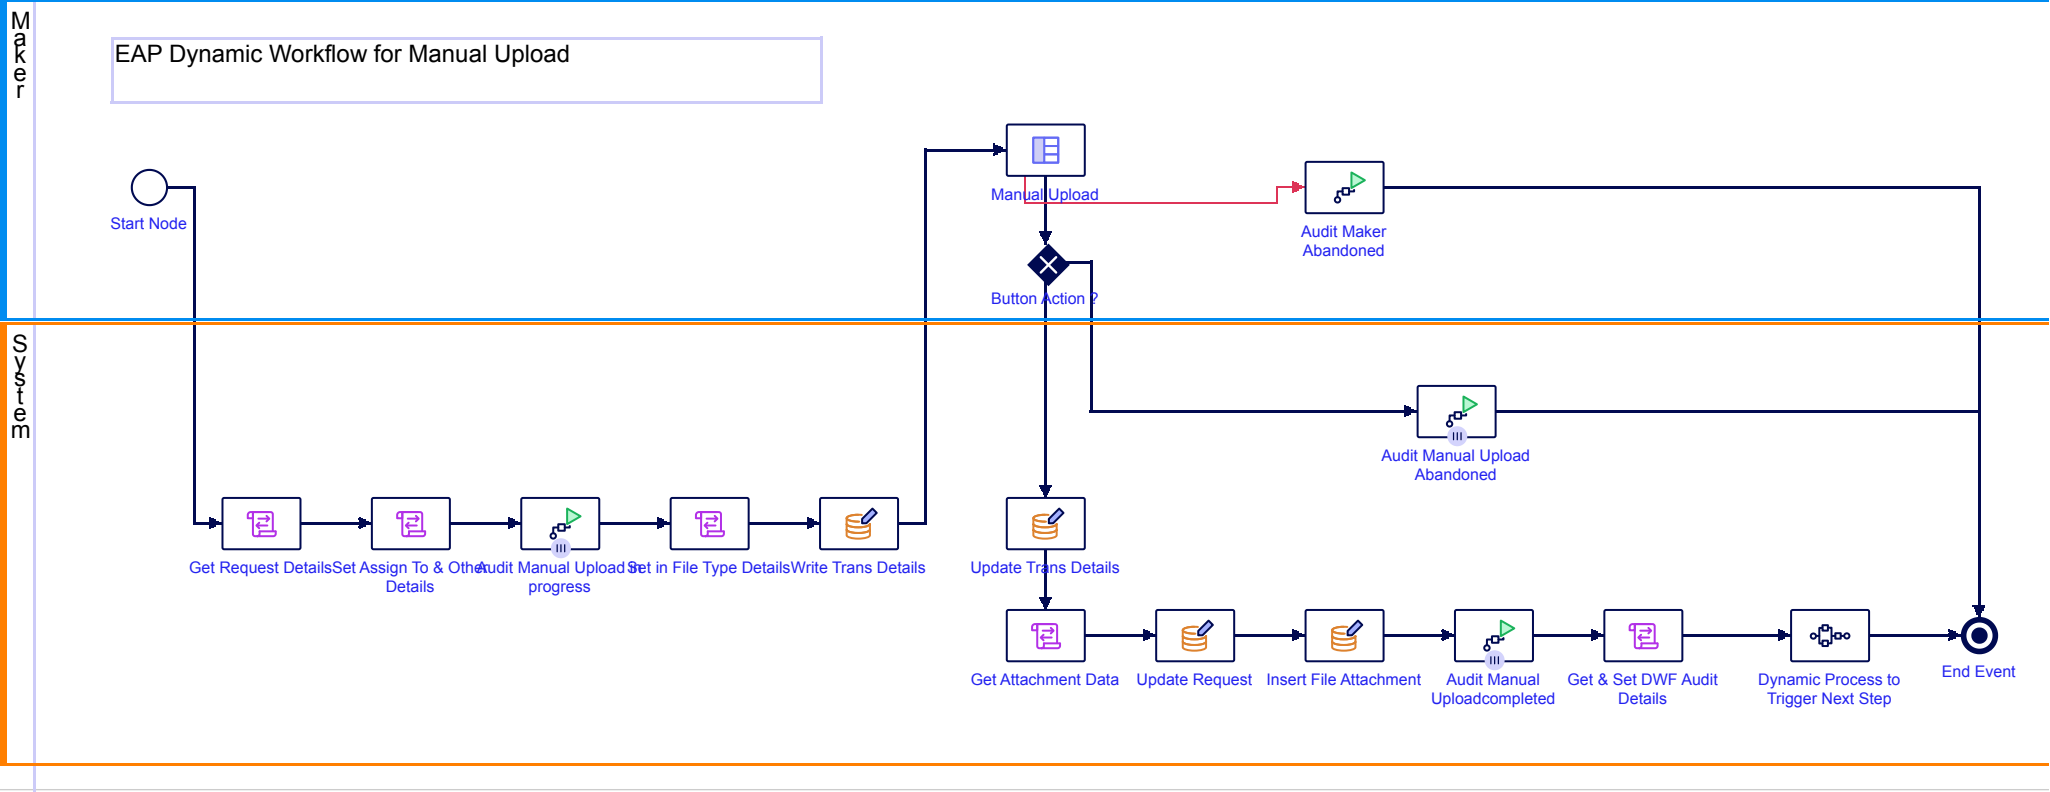 Maker
EAP Dynamic Workflow for Manual Upload
Start Node
Manual Upload
Audit Maker
Abandoned
Button Action ?
System
Audit Manual Upload
Abandoned
Get Request Details
Set Assign To & Other
Details
Audit Manual Upload In
progress
Set in File Type Details
Write Trans Details
Update Trans Details
Get Attachment Data
Update Request
Insert File Attachment
Audit Manual
Uploadcompleted
Get & Set DWF Audit
Details
Dynamic Process to
Trigger Next Step
End Event